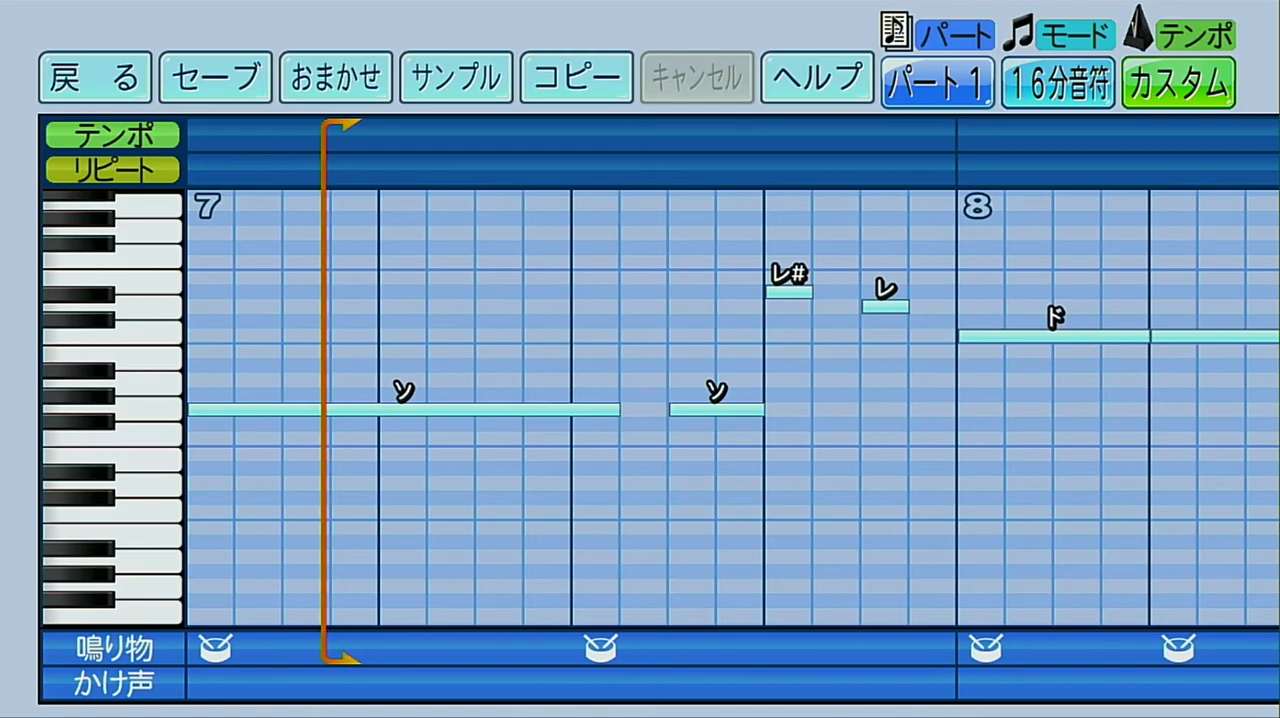 パート モード テンポ
戻る セーブ おまかせ サンプル コピー キャンセル ヘルプ パート1 16分音符 カスタム
テンポ
リピート
7 8
レ#
レ
ド
ソ ソ
鳴り物
かけ声